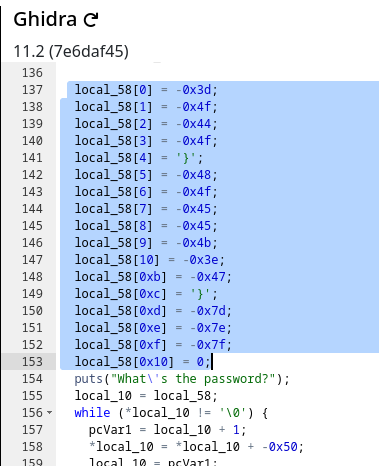 Ghidra
11.2 (7e6daf45)
136
137 local_58[0] = -0x3d;
138 local_58[1] = -0x4f;
139 local_58[2] = -0x44;
140 local_58[3] = -0x4f;
141 local_58[4] = '}';
142 local_58[5] = -0x48;
143 local_58[6] = -0x4f;
144 local_58[7] = -0x45;
145 local_58[8] = -0x45;
146 local_58[9] = -0x4b;
147 local_58[10] = -0x3e;
148 local_58[0xb] = -0x47;
149 local_58[0xc] = '}';
150 local_58[0xd] = -0x7d;
151 local_58[0xe] = -0x7e;
152 local_58[0xf] = -0x7f;
153 local_58[0x10] = 0;
154 puts("What\'s the password?");
155 local_10 = local_58;
156 while (*local_10 != '\0') {
157 pcVar1 = local_10 + 1;
158 *local_10 = *local_10 + -0x50;
159 local_10 = pcVar1;